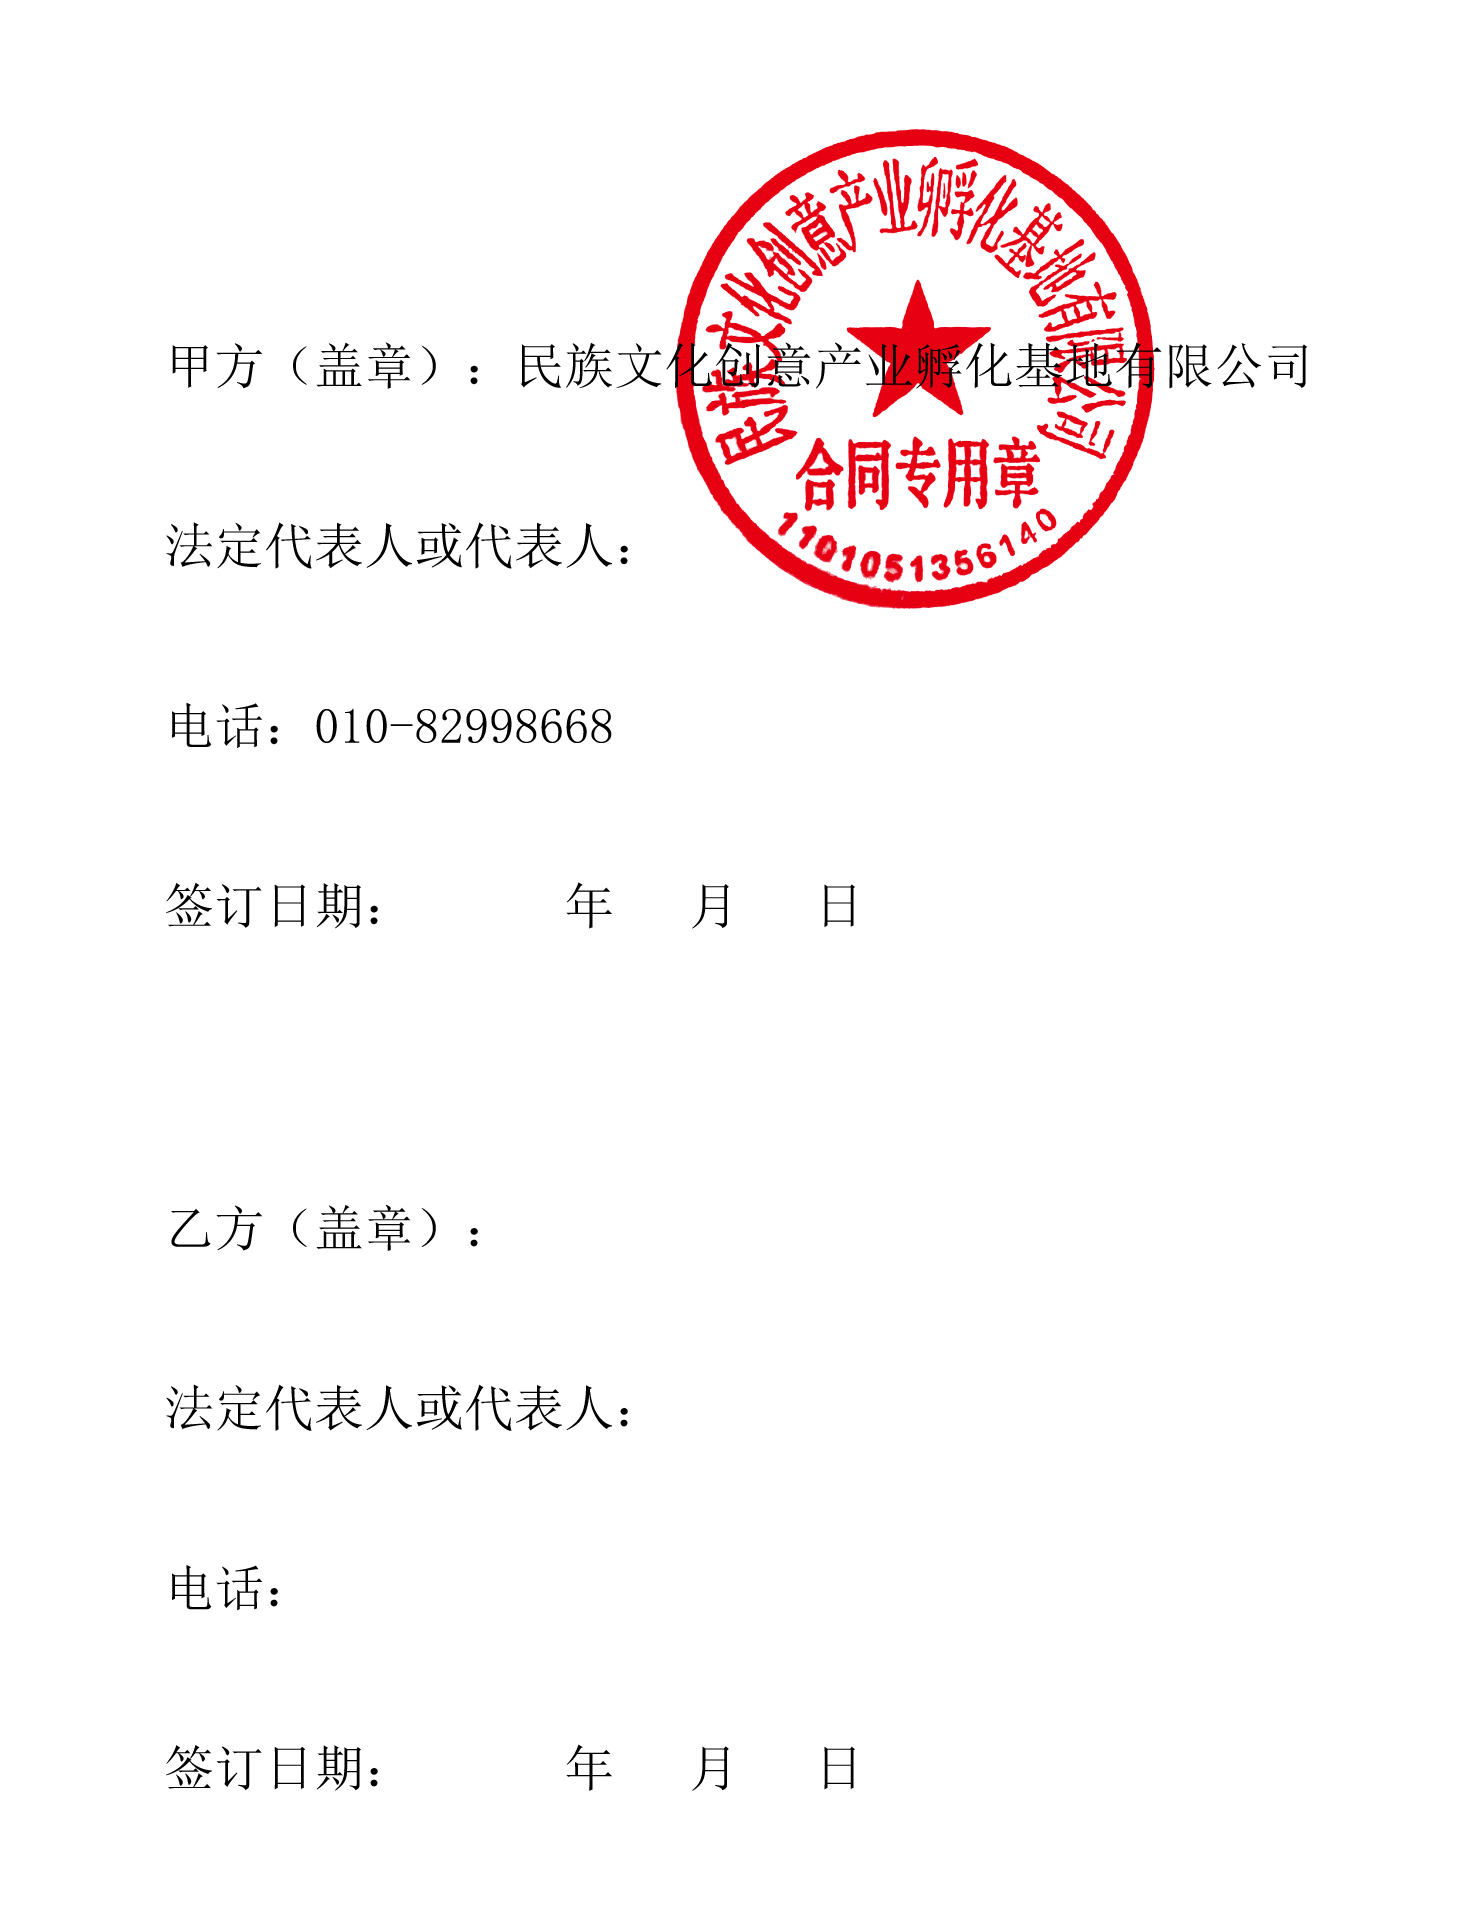 民族文化创意产业孵化基地有限公司
甲方（盖章）：民族文化创意产业孵化基地有限公司
合同专用章
1101051356140
法定代表人或代表人：
电话：010-82998668
签订日期： 年 月 日
乙方（盖章）：
法定代表人或代表人：
电话：
签订日期： 年 月 日